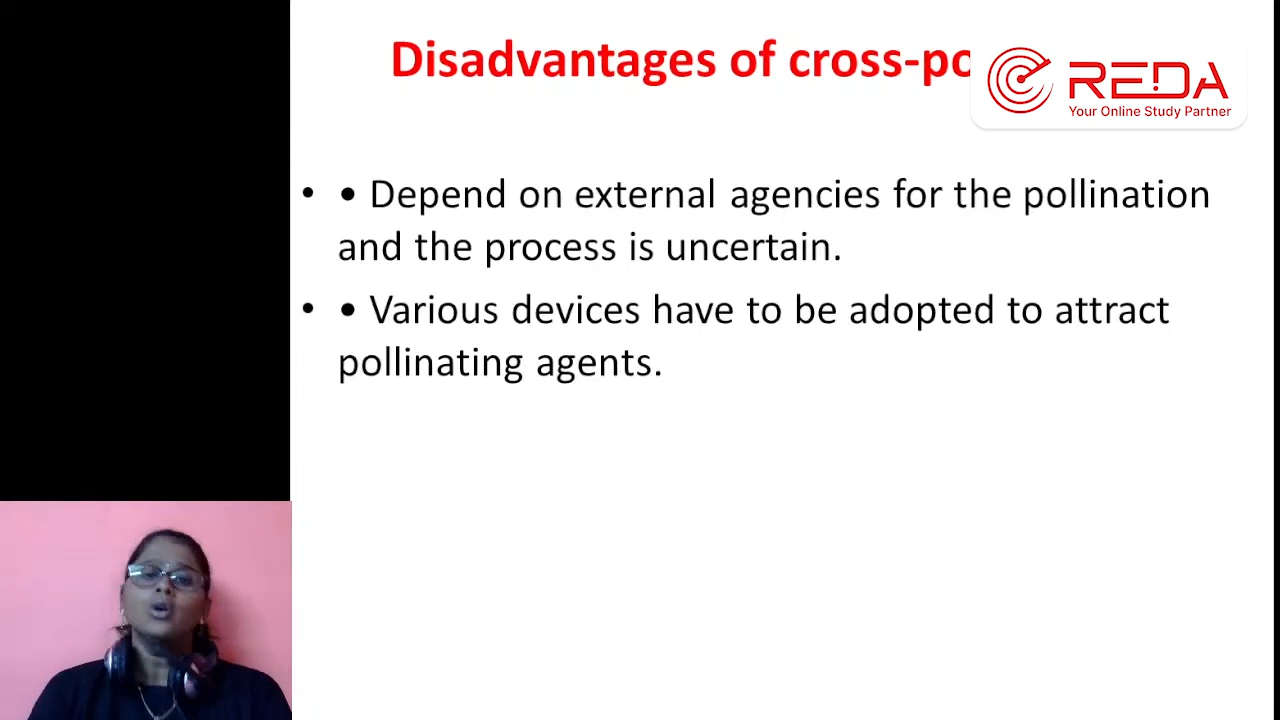 Disadvantages of cross-po
REDA
Your Online Study Partner
• • Depend on external agencies for the pollination
and the process is uncertain.
• • Various devices have to be adopted to attract
pollinating agents.